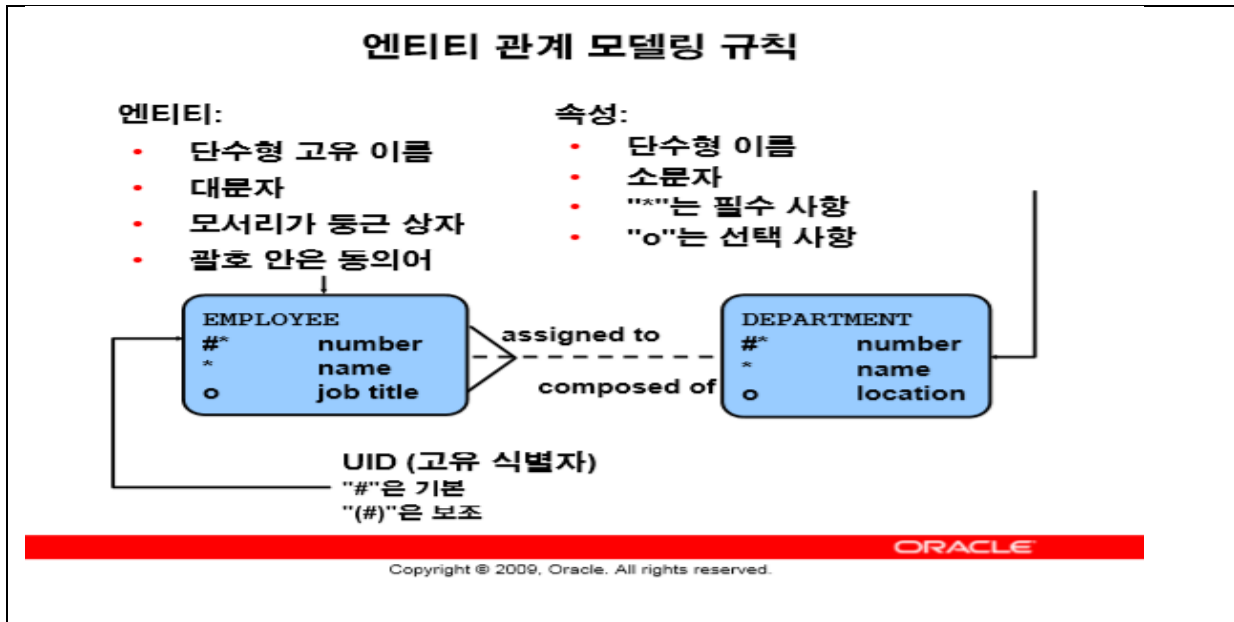 엔티티 관계 모델링 규칙
엔티티:
• 단수형 고유 이름
• 대문자
• 모서리가 둥근 상자
• 괄호 안은 동의어
속성:
• 단수형 이름
• 소문자
• "*"는 필수 사항
• "o"는 선택 사항
EMPLOYEE
#* number
* name
o job title
assigned to
composed of
DEPARTMENT
#* number
* name
o location
UID (고유 식별자)
"#"은 기본
"(#)"은 보조
ORACLE
Copyright © 2009, Oracle. All rights reserved.